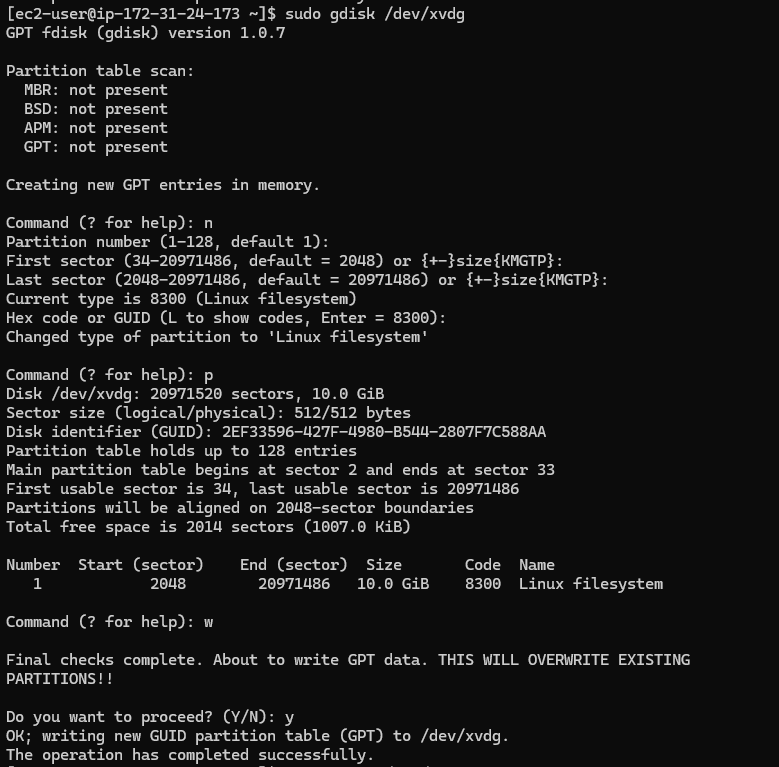 [ec2-user@ip-172-31-24-173 ~]$ sudo gdisk /dev/xvdg
GPT fdisk (gdisk) version 1.0.7
Partition table scan:
  MBR: not present
  BSD: not present
  APM: not present
  GPT: not present
Creating new GPT entries in memory.
Command (? for help): n
Partition number (1-128, default 1):
First sector (34-20971486, default = 2048) or {+-}size{KMGTP}:
Last sector (2048-20971486, default = 20971486) or {+-}size{KMGTP}:
Current type is 8300 (Linux filesystem)
Hex code or GUID (L to show codes, Enter = 8300):
Changed type of partition to 'Linux filesystem'
Command (? for help): p
Disk /dev/xvdg: 20971520 sectors, 10.0 GiB
Sector size (logical/physical): 512/512 bytes
Disk identifier (GUID): 2EF33596-427F-4980-B544-2807F7C588AA
Partition table holds up to 128 entries
Main partition table begins at sector 2 and ends at sector 33
First usable sector is 34, last usable sector is 20971486
Partitions will be aligned on 2048-sector boundaries
Total free space is 2014 sectors (1007.0 KiB)
Number  Start (sector)    End (sector)  Size       Code  Name
   1            2048        20971486   10.0 GiB    8300  Linux filesystem
Command (? for help): w
Final checks complete. About to write GPT data. THIS WILL OVERWRITE EXISTING
PARTITIONS!!
Do you want to proceed? (Y/N): y
OK; writing new GUID partition table (GPT) to /dev/xvdg.
The operation has completed successfully.